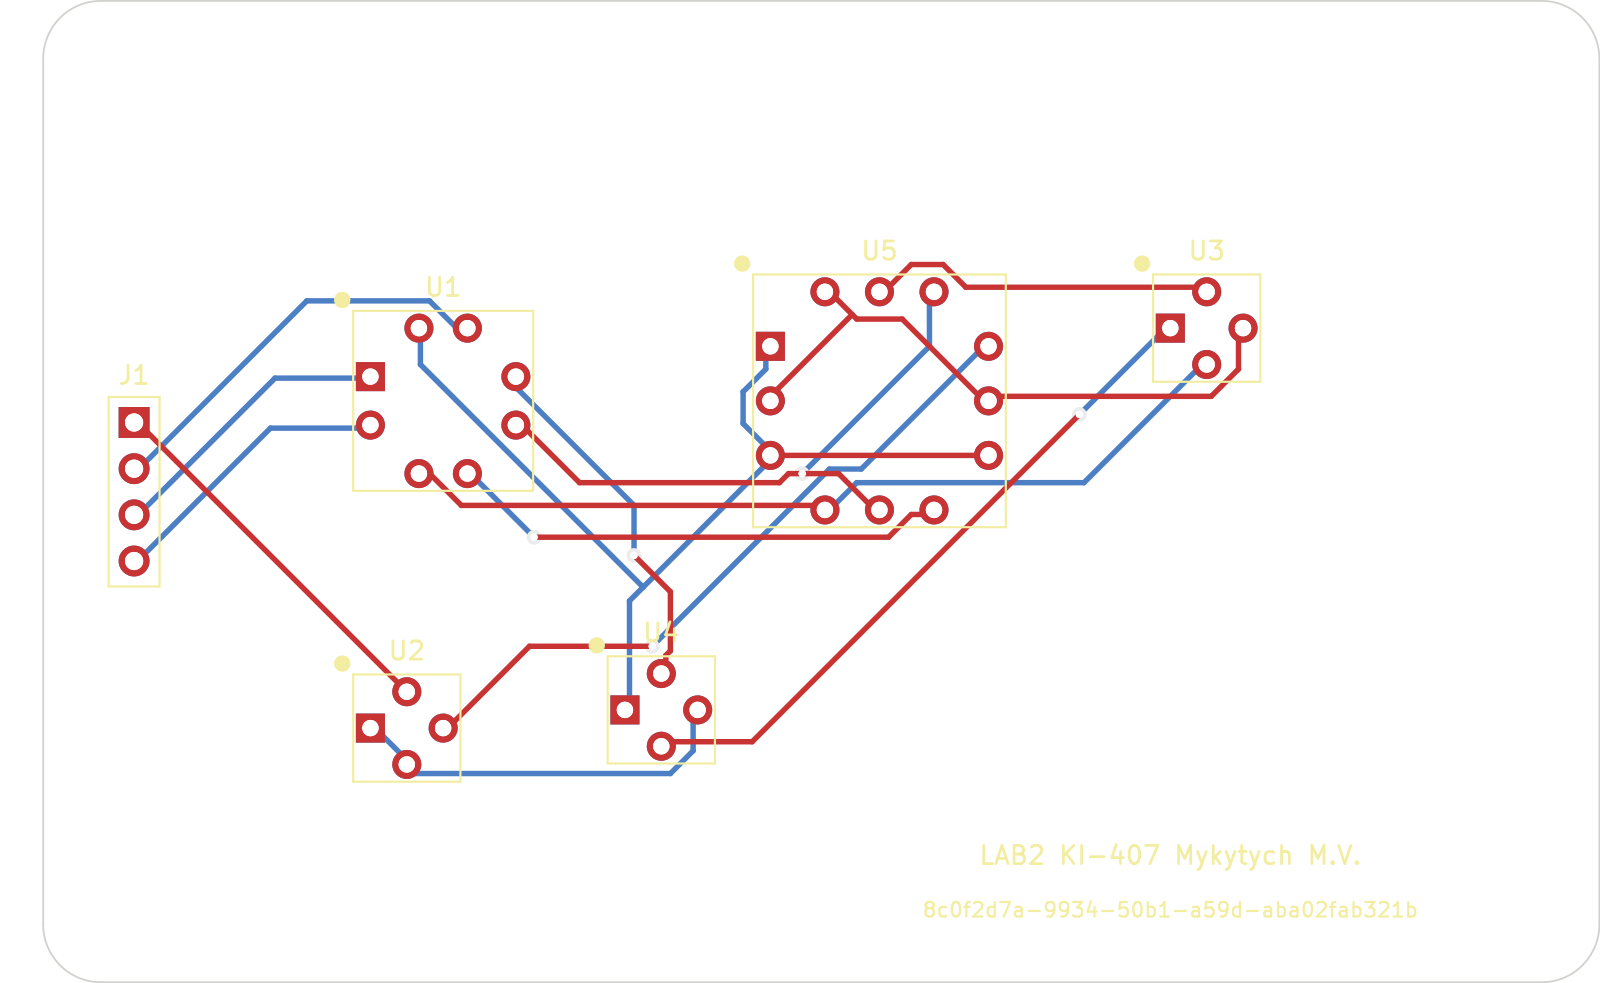 U5
U3
U1
J1
U4
U2
LAB2 KI-407 Mykytych M.V.
8c0f2d7a-9934-50b1-a59d-aba02fab321b